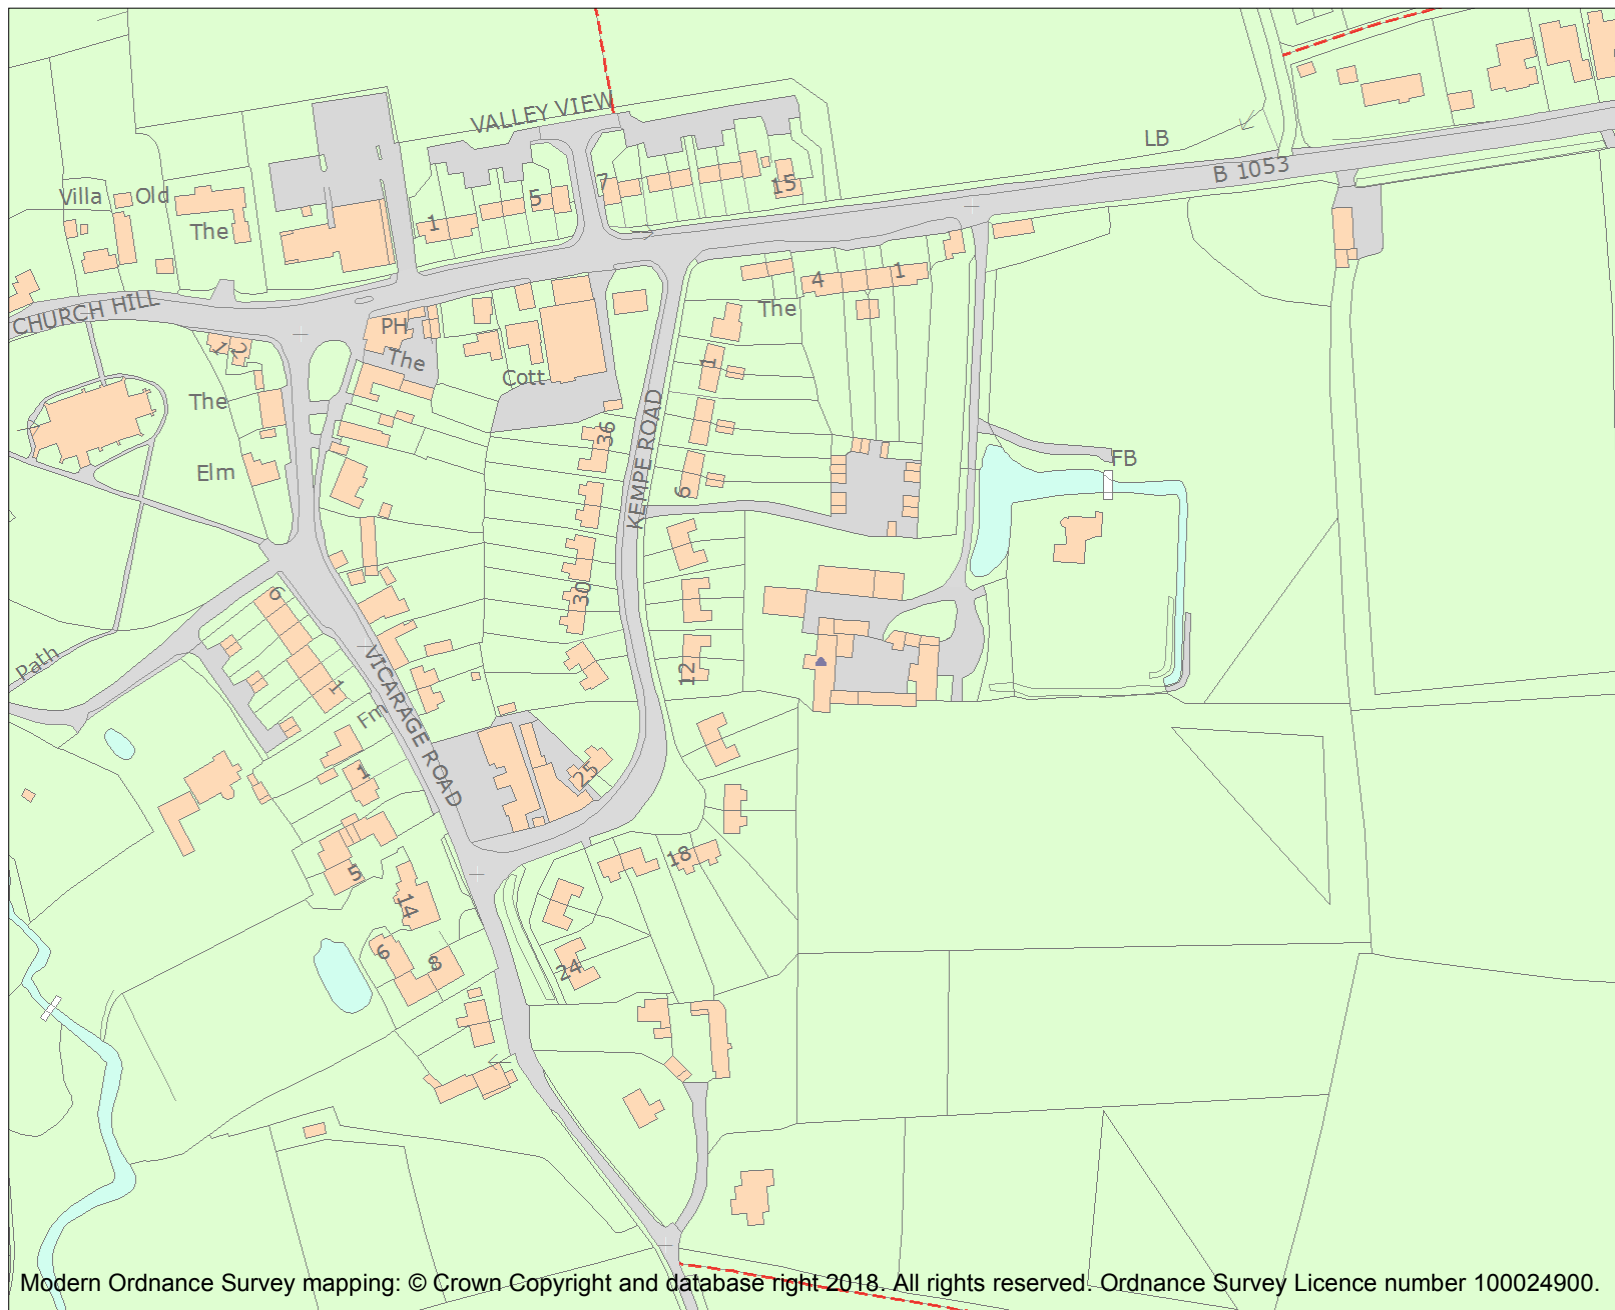 VALLEY VIEW
LB
B 1053
Villa
Old
The
1
5
7
15
CHURCH HILL
PH
The
4
1
The
1
2
Cott
1
The
36
KEMPE ROAD
Elm
6
FB
30
6
Path
1
12
VICARAGE ROAD
Fm
1
25
5
18
14
6
8
24
Modern Ordnance Survey mapping: © Crown Copyright and database right 2018. All rights reserved. Ordnance Survey Licence number 100024900.